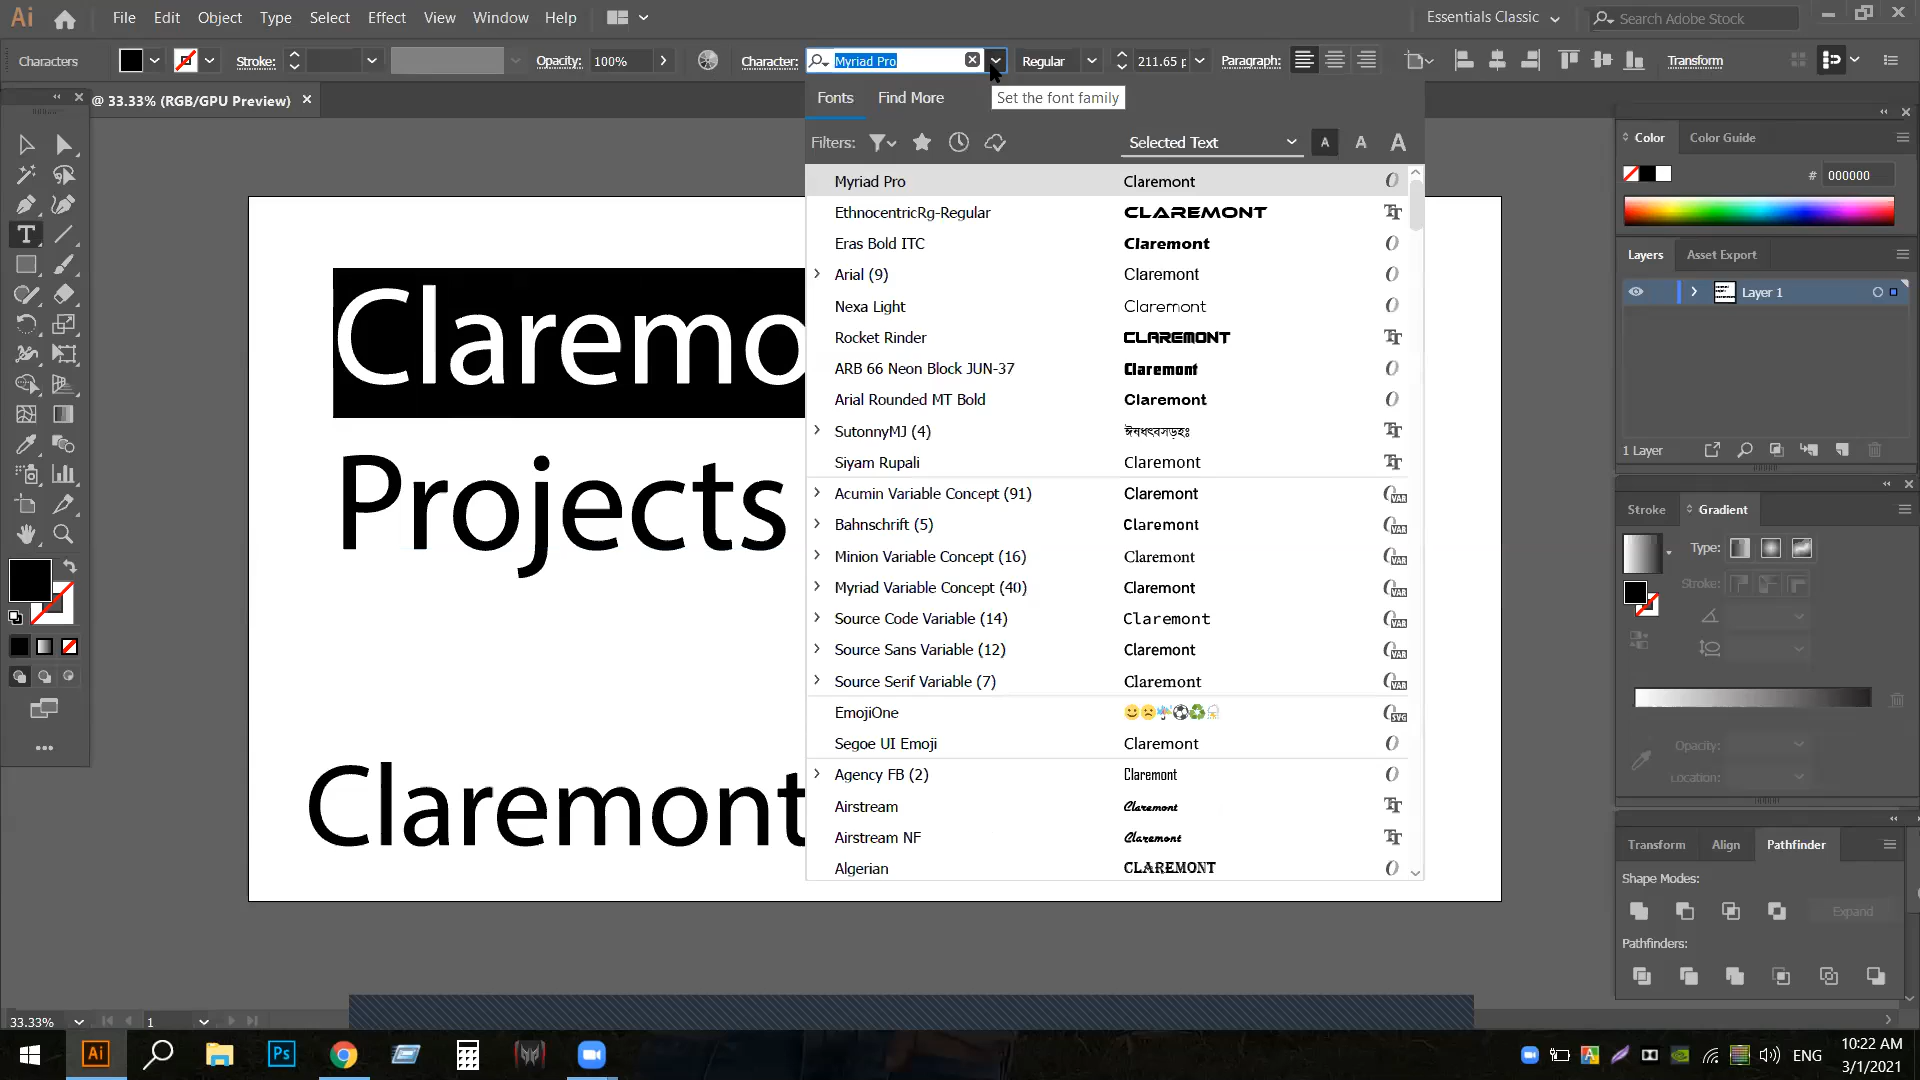 Ai File Edit Object Type Select Effect View Window Help Essentials Classic Search Adobe Stock
Characters Stroke: Opacity: 100% Character: Myriad Pro Regular 211.65 p Paragraph: Transform
@ 33.33% (RGB/GPU Preview)
Fonts Find More Set the font family
Filters: Selected Text A A A
Myriad Pro Claremont
EthnocentricRg-Regular CLAREMONT
Eras Bold ITC Claremont
Arial (9) Claremont
Nexa Light Claremont
Rocket Rinder CLAREMONT
ARB 66 Neon Block JUN-37 Claremont
Arial Rounded MT Bold Claremont
SutonnyMJ (4)
Siyam Rupali Claremont
Acumin Variable Concept (91) Claremont
Bahnschrift (5) Claremont
Minion Variable Concept (16) Claremont
Myriad Variable Concept (40) Claremont
Source Code Variable (14) Claremont
Source Sans Variable (12) Claremont
Source Serif Variable (7) Claremont
EmojiOne
Segoe UI Emoji Claremont
Agency FB (2) Claremont
Airstream Claremont
Airstream NF Claremont
Algerian CLAREMONT
Claremo
Projects
Claremont
Color Color Guide
# 000000
Layers Asset Export
Layer 1
1 Layer
Stroke Gradient
Type:
Stroke:
Opacity:
Location:
Transform Align Pathfinder
Shape Modes:
Expand
Pathfinders:
33.33% 1
Ai Ps ENG 10:22 AM
3/1/2021